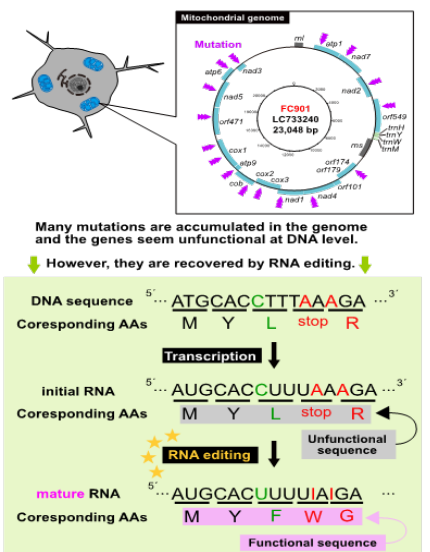 Mitochondrial genome
Mutation
rnl
atp1
nad7
nad2
orf549
trnH
trnY
trnW
trnM
rns
orf174
orf179
orf101
nad4
nad1
cox3
cox2
cob
atp9
cox1
orf471
nad5
atp6
nad3
FC901
LC733240
23,048 bp
Many mutations are accumulated in the genome
and the genes seem unfunctional at DNA level.
However, they are recovered by RNA editing.
DNA sequence 5´ ··· ATGCACCTTTAAAGA ··· 3´
Coresponding AAs M Y L stop R
Transcription
initial RNA 5´ ··· AUGCACCUUUAAAGA ··· 3´
Coresponding AAs M Y L stop R
Unfunctional
sequence
RNA editing
mature RNA 5´ ··· AUGCACUUUUIAIGA ··· 3´
Coresponding AAs M Y F W G
Functional sequence